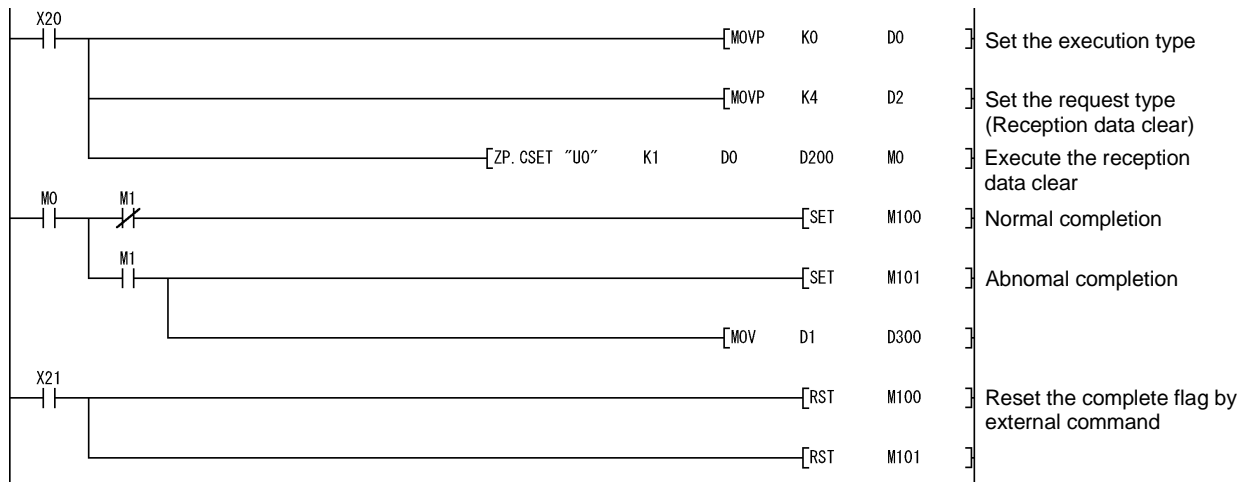 X20
MOVP K0 D0 Set the execution type
MOVP K4 D2 Set the request type
(Reception data clear)
ZP.CSET "U0" K1 D0 D200 M0 Execute the reception
data clear
M0 M1
SET M100 Normal completion
M1
SET M101 Abnomal completion
MOV D1 D300
X21
RST M100 Reset the complete flag by
external command
RST M101